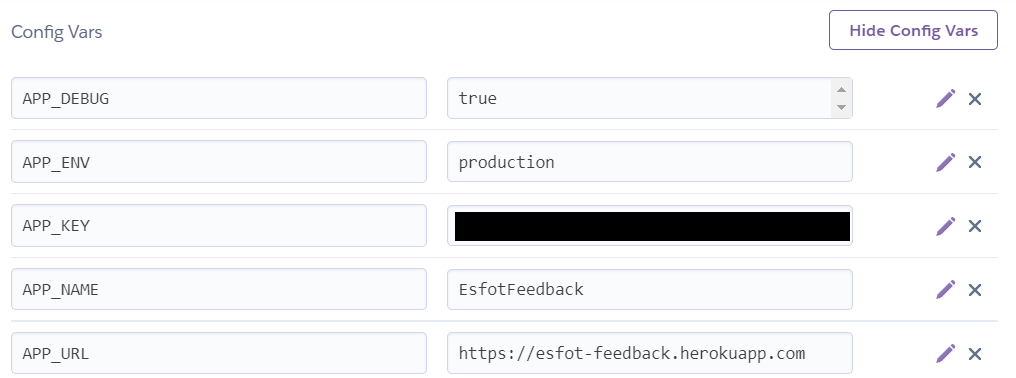 Config Vars Hide Config Vars
APP_DEBUG true
APP_ENV production
APP_KEY
APP_NAME EsfotFeedback
APP_URL https://esfot-feedback.herokuapp.com